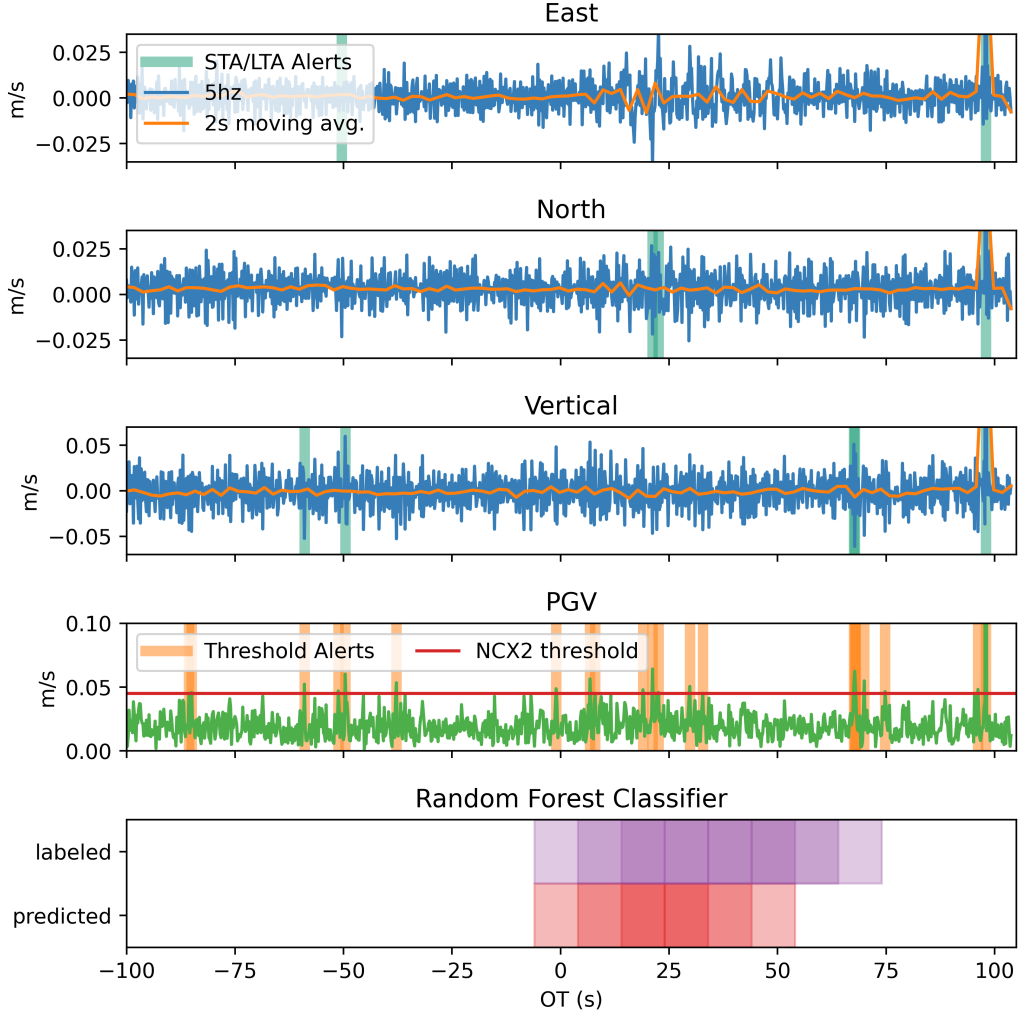 East
0.025
0.000
−0.025
m/s
STA/LTA Alerts
5hz
2s moving avg.
North
0.025
0.000
−0.025
m/s
Vertical
0.05
0.00
−0.05
m/s
PGV
0.10
0.05
0.00
m/s
Threshold Alerts NCX2 threshold
Random Forest Classifier
labeled
predicted
−100 −75 −50 −25 0 25 50 75 100
OT (s)